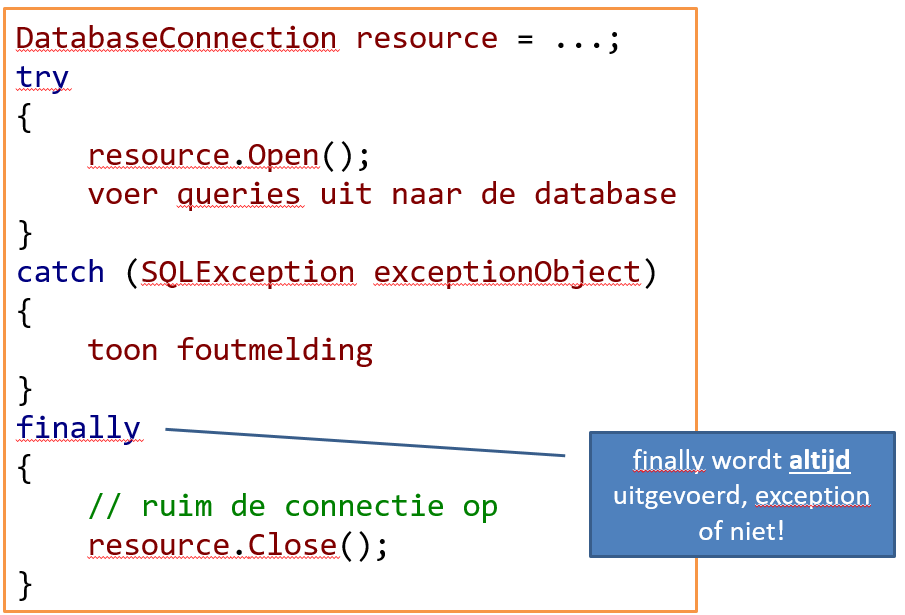 DatabaseConnection resource = ...;
try
{
    resource.Open();
    voer queries uit naar de database
}
catch (SQLException exceptionObject)
{
    toon foutmelding
}
finally
{
    // ruim de connectie op
    resource.Close();
}
finally wordt altijd
uitgevoerd, exception
of niet!